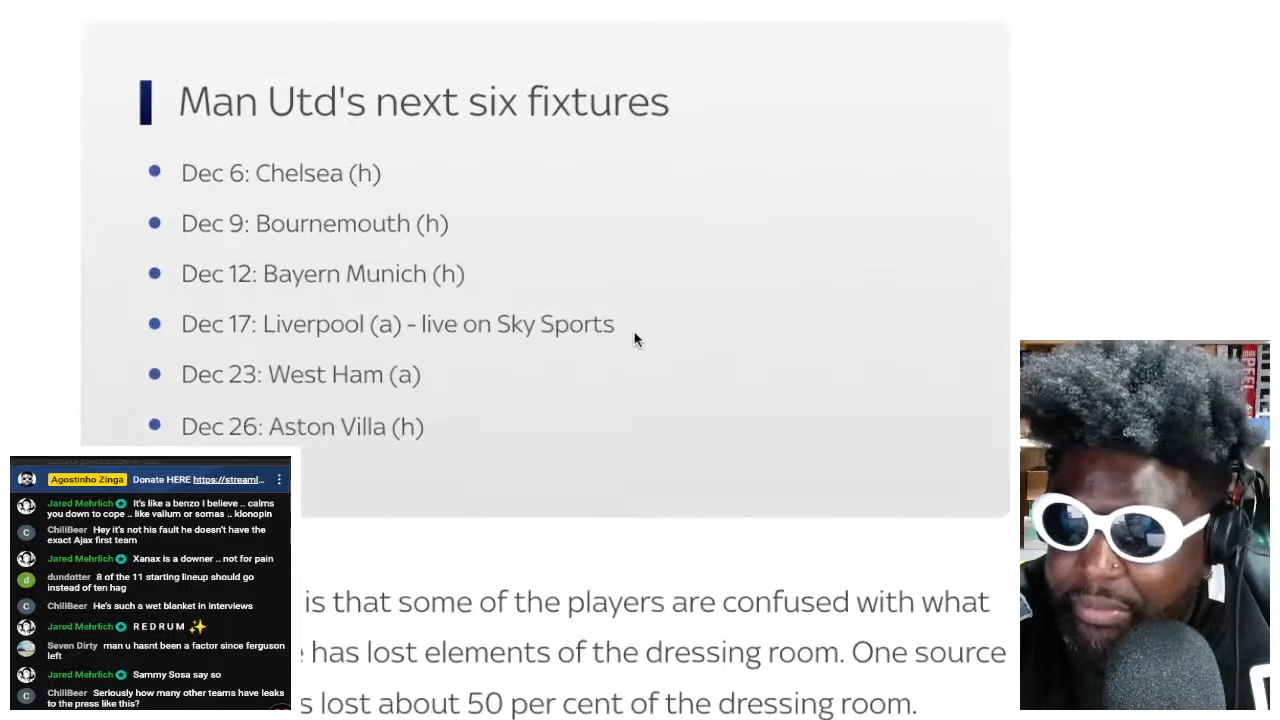 Man Utd's next six fixtures
Dec 6: Chelsea (h)
Dec 9: Bournemouth (h)
Dec 12: Bayern Munich (h)
Dec 17: Liverpool (a) - live on Sky Sports
Dec 23: West Ham (a)
Dec 26: Aston Villa (h)
is that some of the players are confused with what
has lost elements of the dressing room. One source
s lost about 50 per cent of the dressing room.
Agostinho Zinga Donate HERE https://streaml...
Jared Mehrlich It's like a benzo I believe .. calms
you down to cope .. like valium or somas .. klonopin
C ChiliBeer Hey it's not his fault he doesn't have the
exact Ajax first team
Jared Mehrlich Xanax is a downer .. not for pain
d dundotter 8 of the 11 starting lineup should go
instead of ten hag
C ChiliBeer He's such a wet blanket in interviews
Jared Mehrlich R E D R U M ✨
Seven Dirty man u hasnt been a factor since ferguson
left
Jared Mehrlich Sammy Sosa say so
C ChiliBeer Seriously how many other teams have leaks
to the press like this?